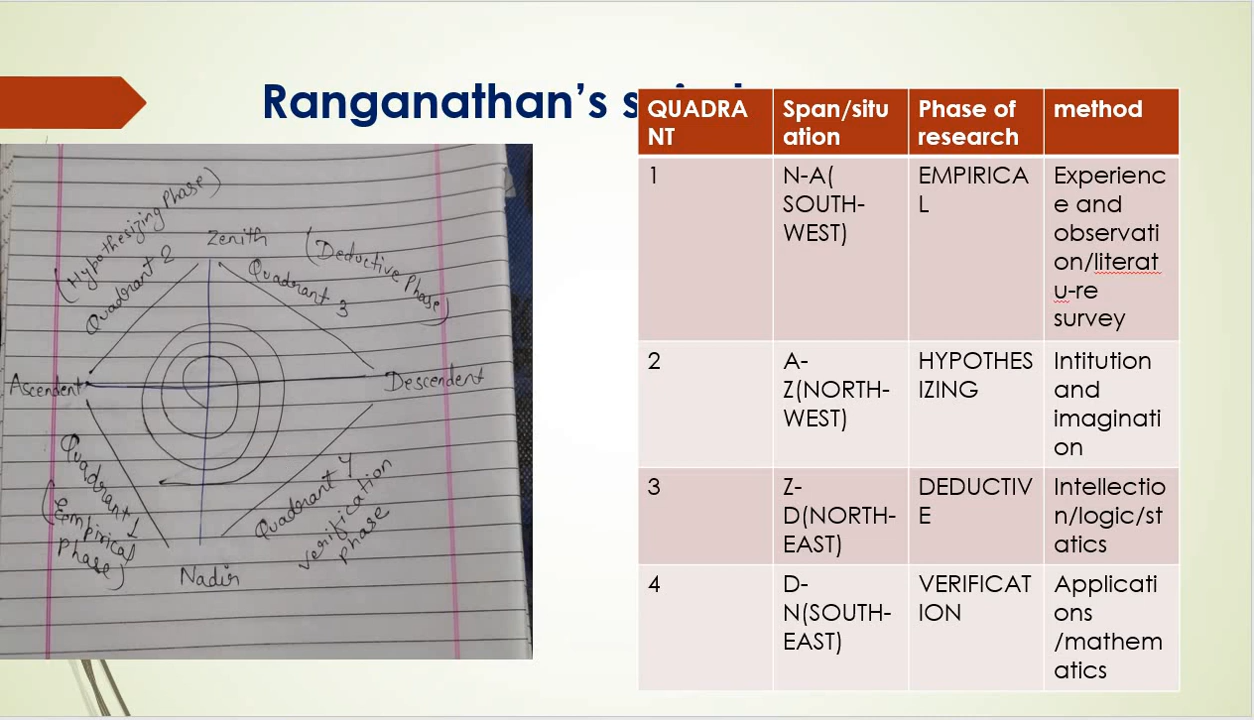 Ranganathan's s
(Hypothesizing Phase)
Quadrant 2
Zenith
(Deductive Phase)
Quadrant 3
Ascendent
Descendent
Quadrant 1
(Empirical
Phase)
Quadrant 4
verification
phase
Nadir
QUADRA
NT
Span/situ
ation
Phase of
research
method
1
N-A(
SOUTH-
WEST)
EMPIRICA
L
Experienc
e and
observati
on/literat
u-re
survey
2
A-
Z(NORTH-
WEST)
HYPOTHES
IZING
Intitution
and
imaginati
on
3
Z-
D(NORTH-
EAST)
DEDUCTIV
E
Intellectio
n/logic/st
atics
4
D-
N(SOUTH-
EAST)
VERIFICAT
ION
Applicati
ons
/mathem
atics